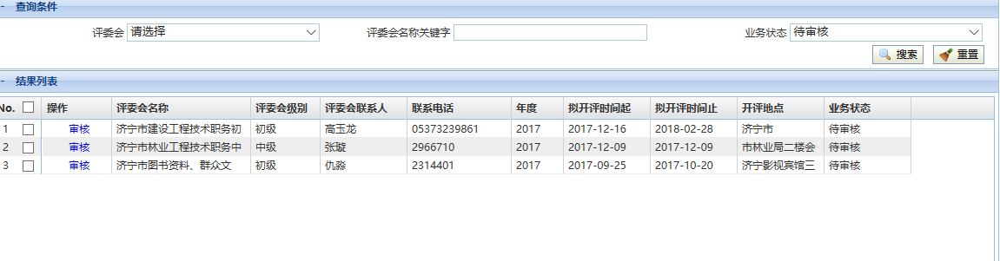 - 查询条件
评委会 请选择 评委会名称关键字 业务状态 待审核
搜索 重置
- 结果列表
No. 操作 评委会名称 评委会级别 评委会联系人 联系电话 年度 拟开评时间起 拟开评时间止 开评地点 业务状态
1 审核 济宁市建设工程技术职务初 初级 高玉龙 05373239861 2017 2017-12-16 2018-02-28 济宁市 待审核
2 审核 济宁市林业工程技术职务中 中级 张璇 2966710 2017 2017-12-09 2017-12-09 市林业局二楼会 待审核
3 审核 济宁市图书资料、群众文 初级 仇淼 2314401 2017 2017-09-25 2017-10-20 济宁影视宾馆三 待审核